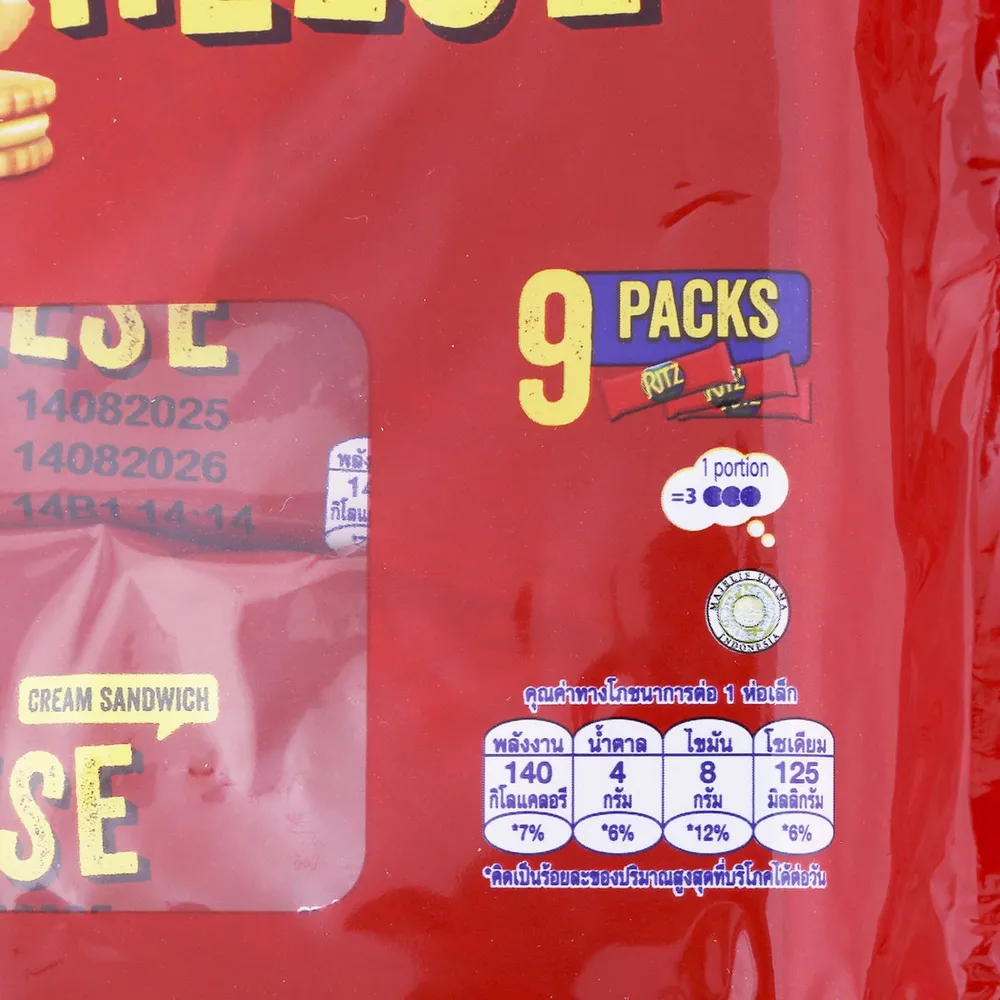 9 PACKS
RITZ
RITZ
ESE
14082025
14082026
14B1 14:14
1 portion
=3
MAJELIS ULAMA
INDONESIA
CREAM SANDWICH
SE
คุณค่าทางโภชนาการต่อ 1 ห่อเล็ก
พลังงาน น้ำตาล ไขมัน โซเดียม
140 4 8 125
กิโลแคลอรี กรัม กรัม มิลลิกรัม
*7% *6% *12% *6%
*คิดเป็นร้อยละของปริมาณสูงสุดที่บริโภคได้ต่อวัน